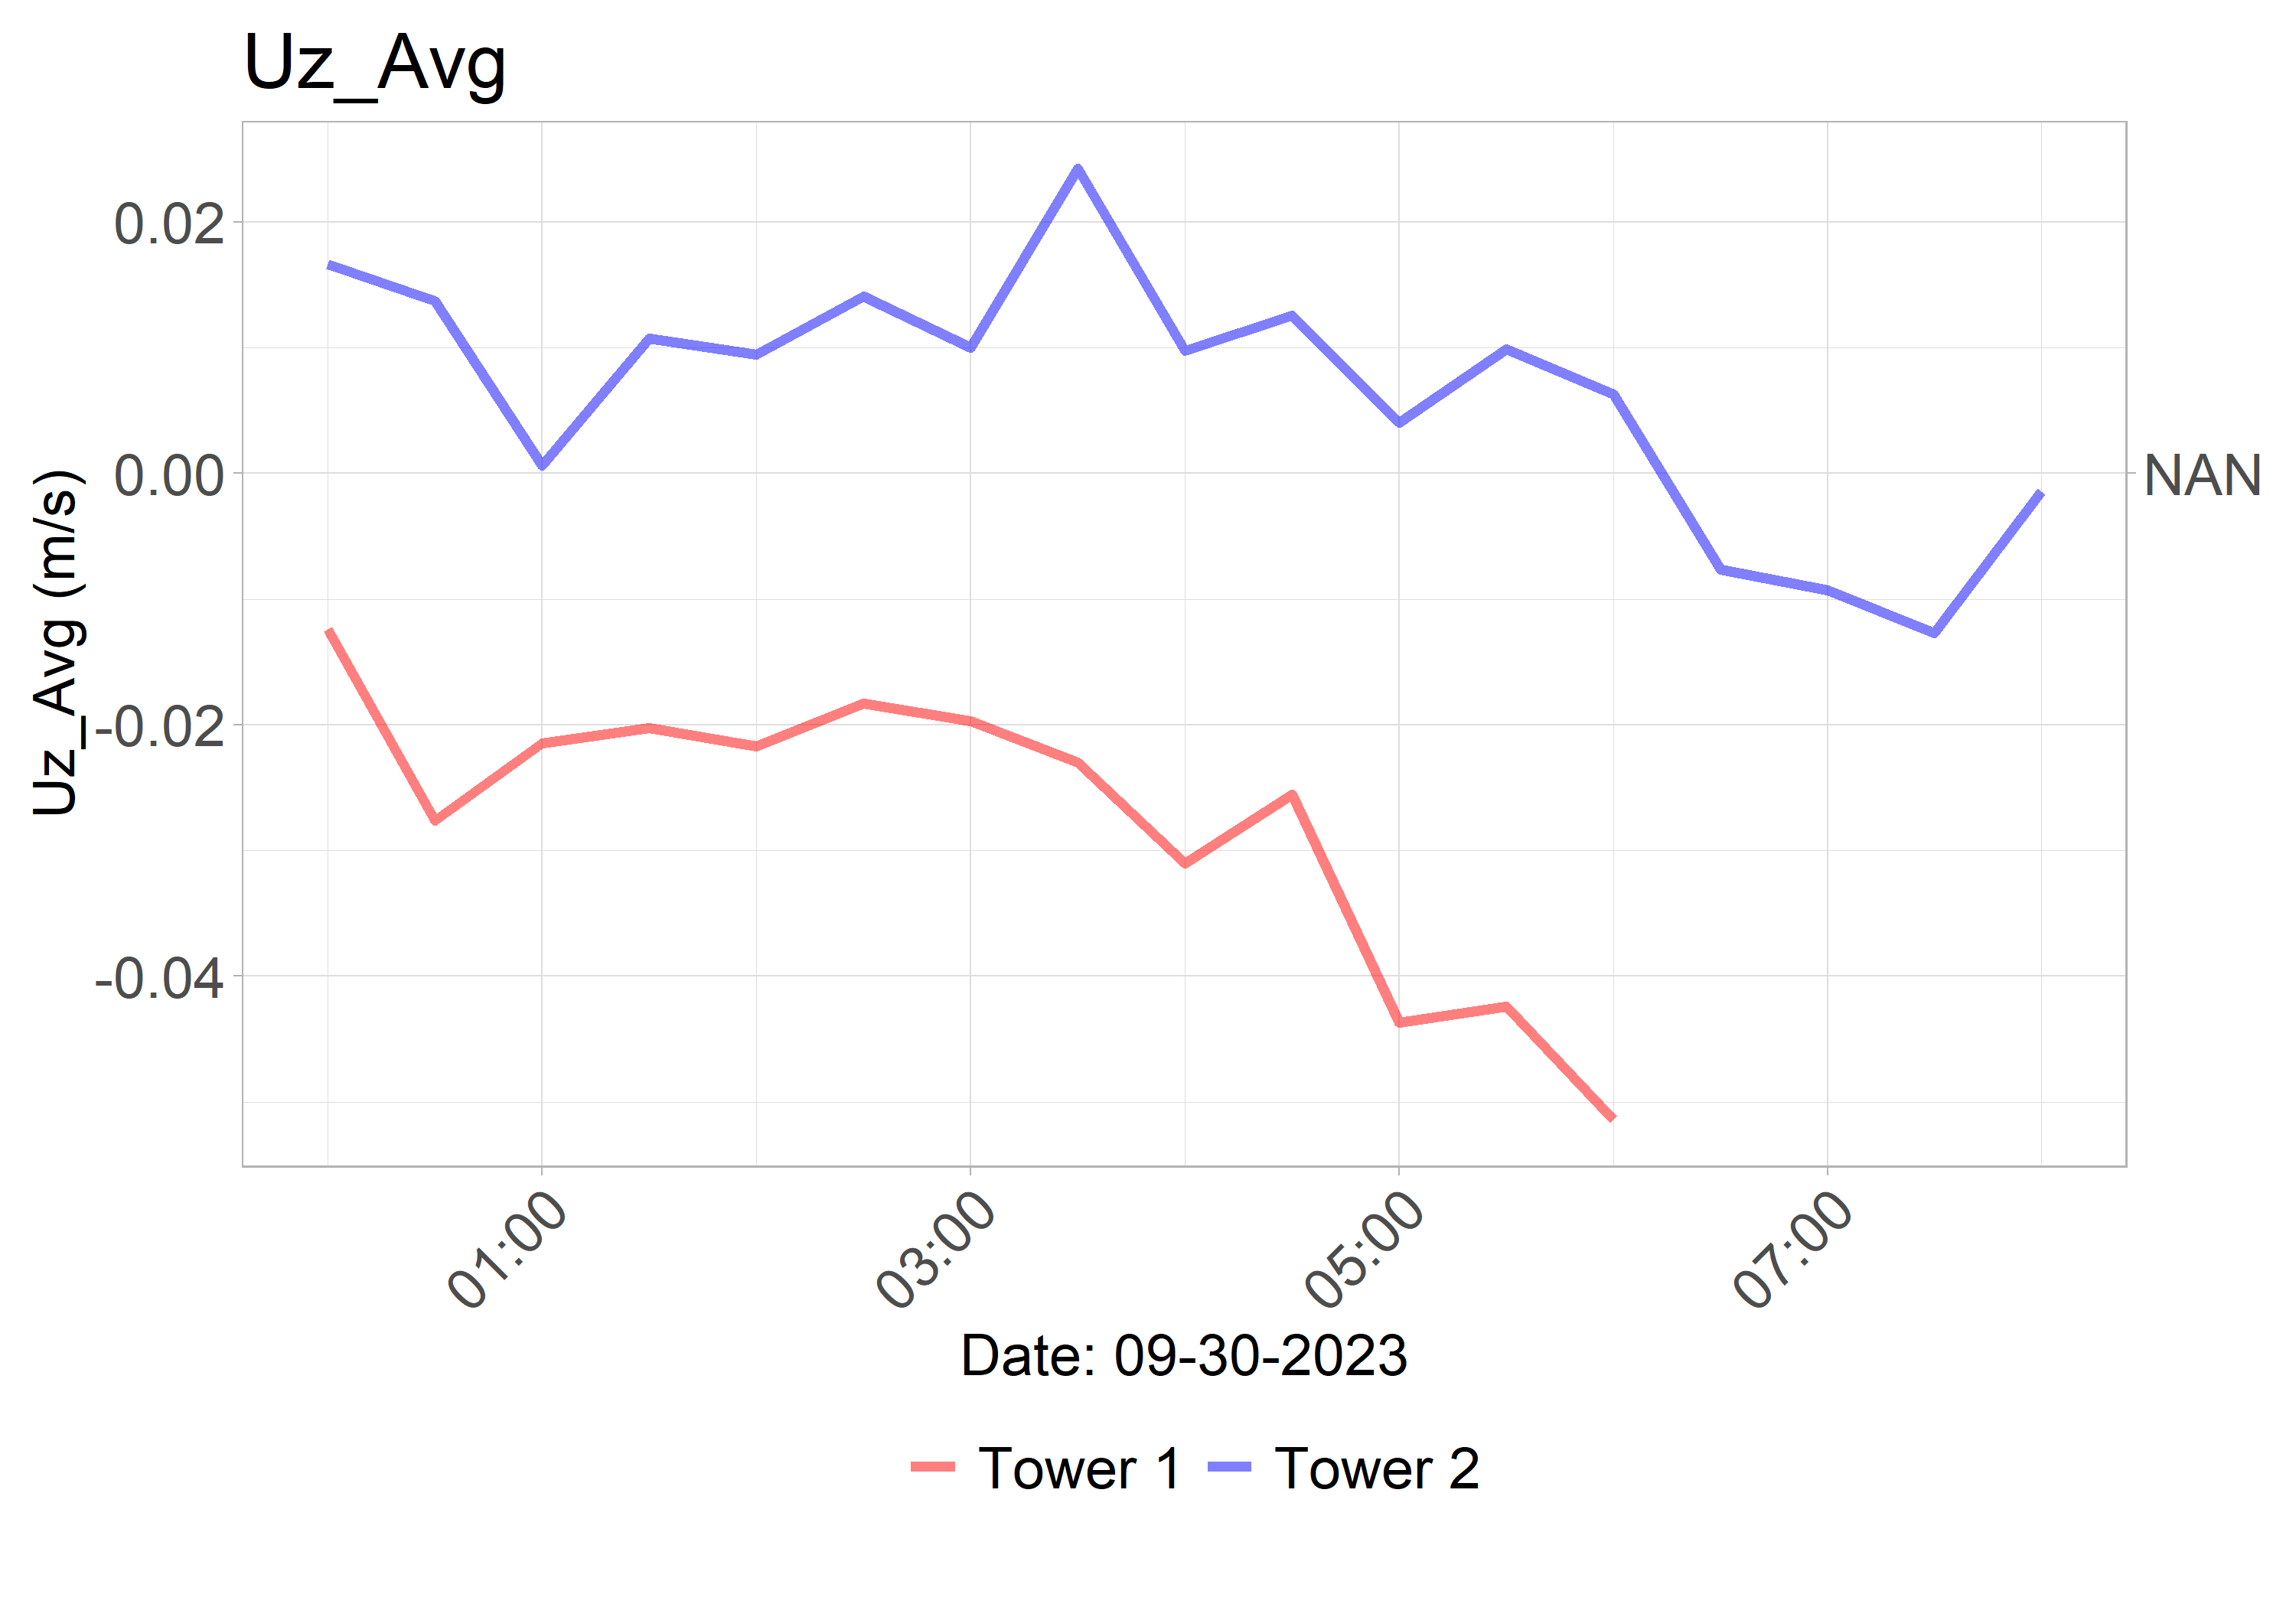 Uz_Avg
Uz_Avg (m/s)
0.02
0.00
-0.02
-0.04
NAN
01:00
03:00
05:00
07:00
Date: 09-30-2023
Tower 1
Tower 2